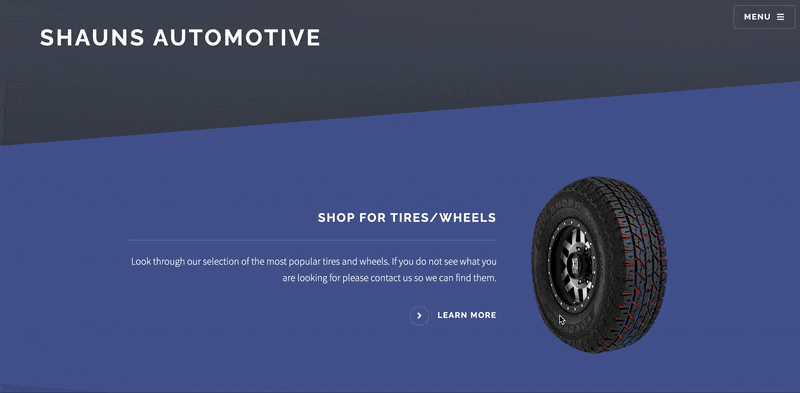 MENU
SHAUNS AUTOMOTIVE
SHOP FOR TIRES/WHEELS
Look through our selection of the most popular tires and wheels. If you do not see what you
are looking for please contact us so we can find them.
LEARN MORE